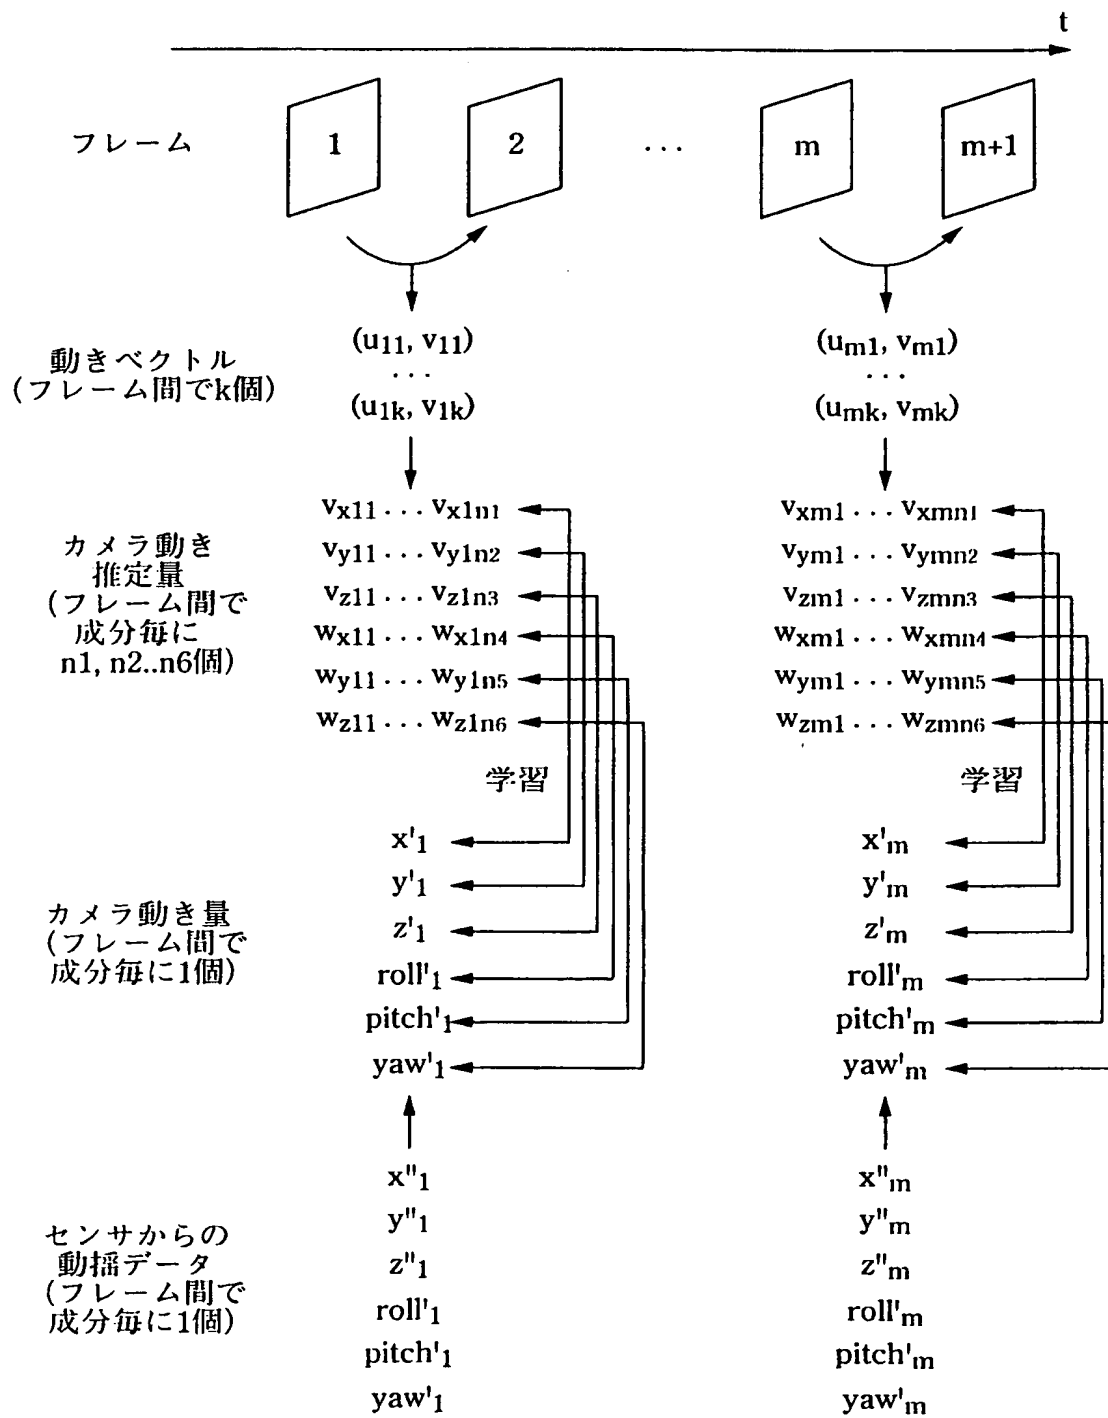 t
フレーム 1 2 ... m m+1
動きベクトル
(フレーム間でk個)
(u11, v11)
...
(u1k, v1k)
(um1, vm1)
...
(umk, vmk)
カメラ動き
推定量
(フレーム間で
成分毎に
n1, n2..n6個)
vx11 ... vx1n1
vy11 ... vy1n2
vz11 ... vz1n3
wx11 ... wx1n4
wy11 ... wy1n5
wz11 ... wz1n6
学習
vxm1 ... vxmn1
vym1 ... vymn2
vzm1 ... vzmn3
wxm1 ... wxmn4
wym1 ... wymn5
wzm1 ... wzmn6
学習
カメラ動き量
(フレーム間で
成分毎に1個)
x'1
y'1
z'1
roll'1
pitch'1
yaw'1
x'm
y'm
z'm
roll'm
pitch'm
yaw'm
センサからの
動揺データ
(フレーム間で
成分毎に1個)
x"1
y"1
z"1
roll'1
pitch'1
yaw'1
x"m
y"m
z"m
roll'm
pitch'm
yaw'm